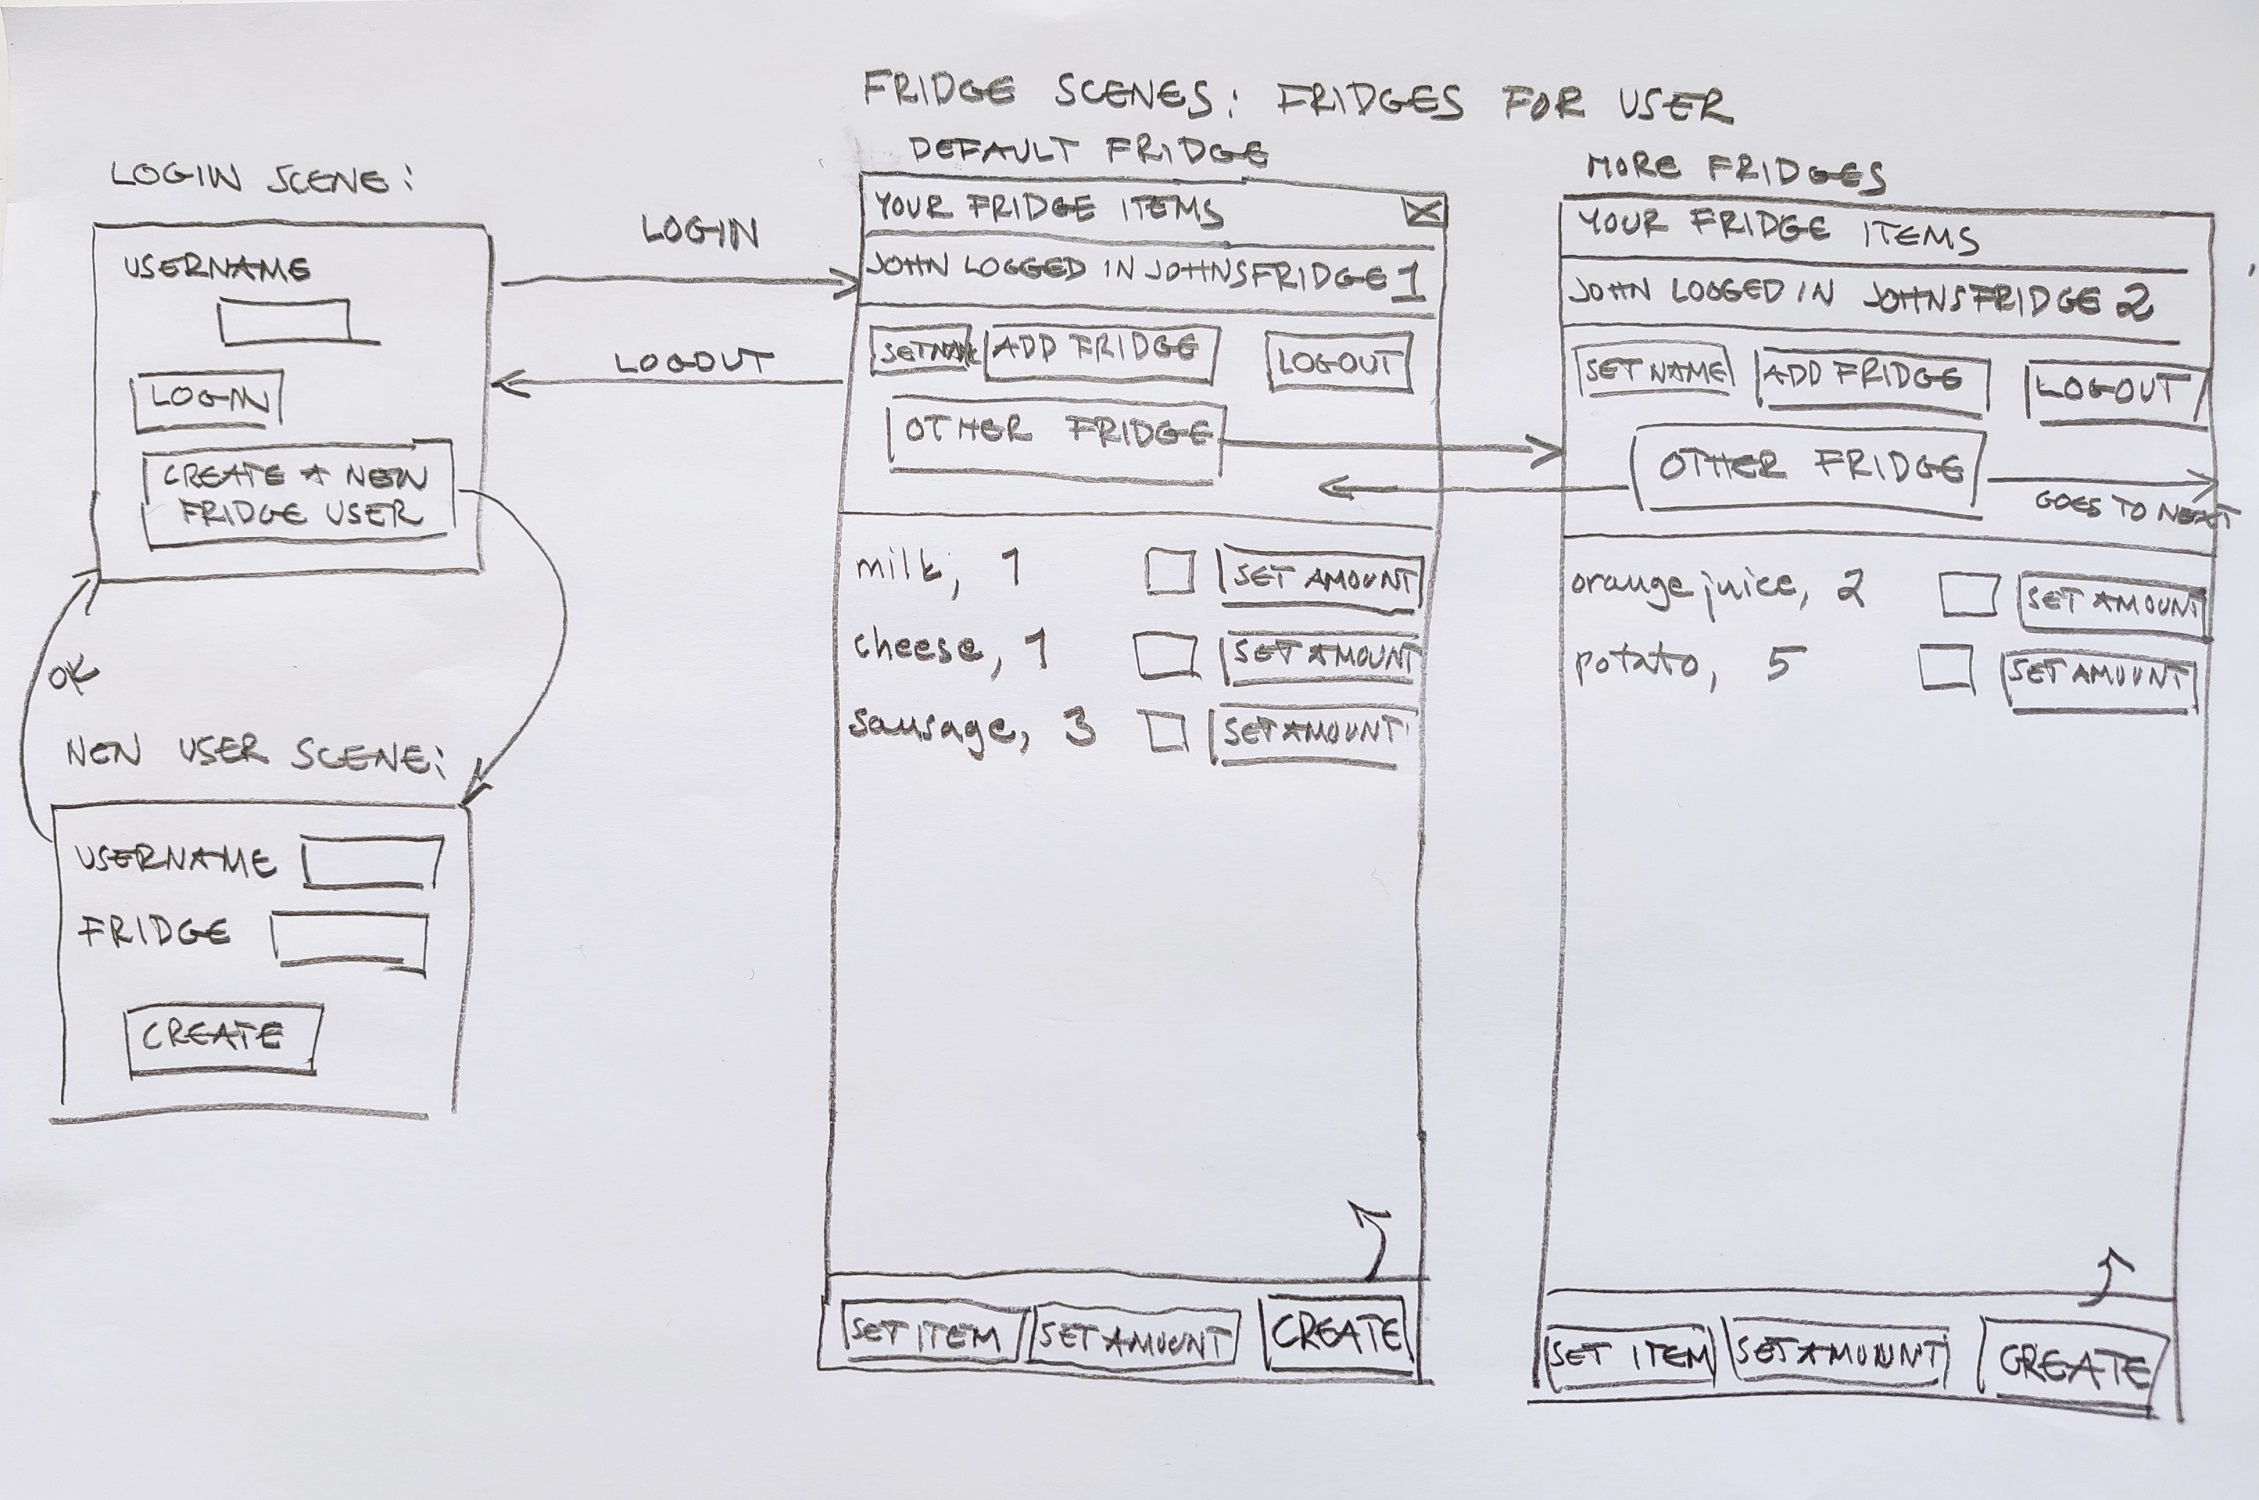 FRIDGE SCENES: FRIDGES FOR USER
LOGIN SCENE:
USERNAME
LOGIN
CREATE A NEW
FRIDGE USER
LOGIN
LOGOUT
OK
NEW USER SCENE:
USERNAME
FRIDGE
CREATE
DEFAULT FRIDGE
YOUR FRIDGE ITEMS
JOHN LOGGED IN JOHNSFRIDGE 1
SETNAME ADD FRIDGE LOGOUT
OTHER FRIDGE
milk, 1 SET AMOUNT
cheese, 1 SET AMOUNT
sausage, 3 SET AMOUNT
SET ITEM SET AMOUNT CREATE
MORE FRIDGES
YOUR FRIDGE ITEMS
JOHN LOGGED IN JOHNSFRIDGE 2
SET NAME ADD FRIDGE LOGOUT
OTHER FRIDGE
GOES TO NEXT
orange juice, 2 SET AMOUNT
potato, 5 SET AMOUNT
SET ITEM SET AMOUNT CREATE